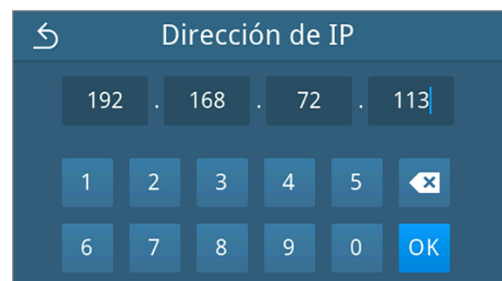 Dirección de IP
192 . 168 . 72 . 113
1 2 3 4 5
6 7 8 9 0 OK